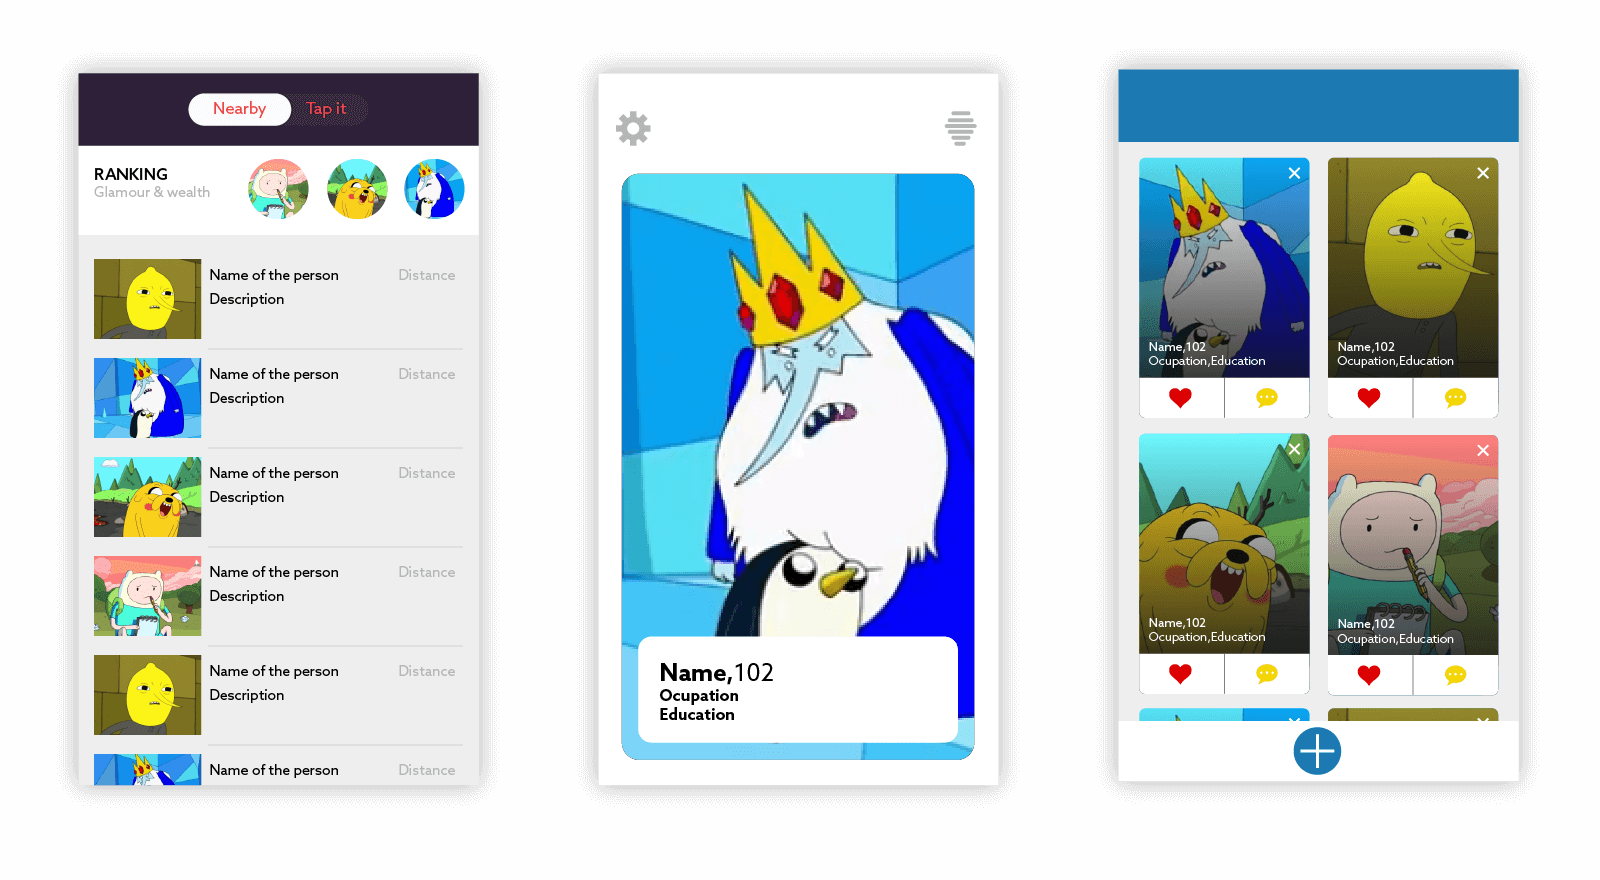 Nearby
Tap it
RANKING
Glamour & wealth
Name of the person
Distance
Description
Name of the person
Distance
Description
Name of the person
Distance
Description
Name of the person
Distance
Description
Name of the person
Distance
Description
Name of the person
Distance
Name,102
Ocupation
Education
Name,102
Ocupation,Education
Name,102
Ocupation,Education
Name,102
Ocupation,Education
Name,102
Ocupation,Education